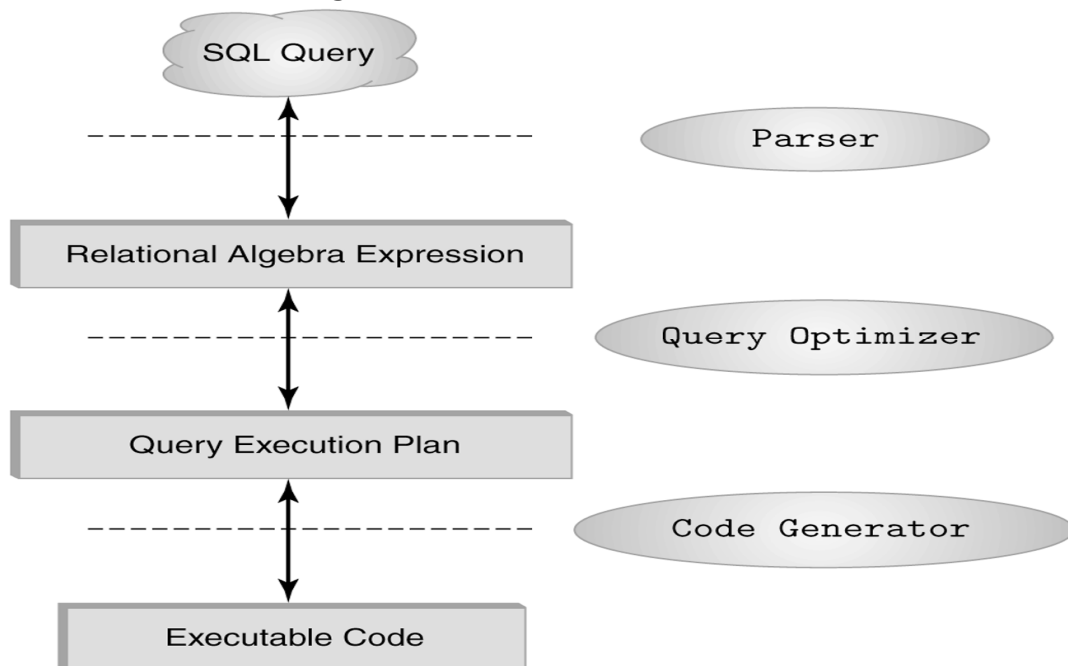 SQL Query
Parser
Relational Algebra Expression
Query Optimizer
Query Execution Plan
Code Generator
Executable Code